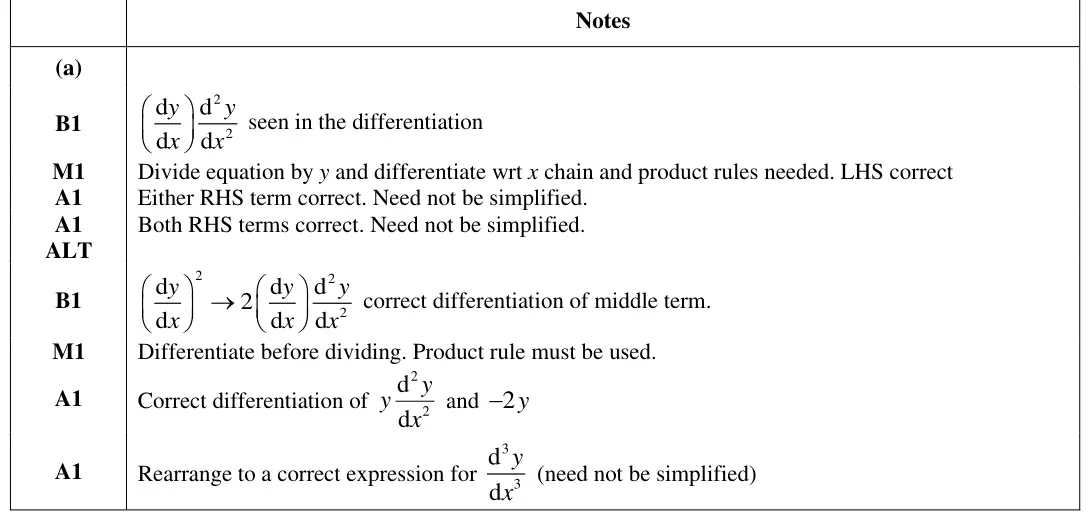 Notes
(a)
B1 (dy/dx) d²y/dx² seen in the differentiation
M1 Divide equation by y and differentiate wrt x chain and product rules needed. LHS correct
A1 Either RHS term correct. Need not be simplified.
A1 Both RHS terms correct. Need not be simplified.
ALT
B1 (dy/dx)² → 2(dy/dx) d²y/dx² correct differentiation of middle term.
M1 Differentiate before dividing. Product rule must be used.
A1 Correct differentiation of y d²y/dx² and −2y
A1 Rearrange to a correct expression for d³y/dx³ (need not be simplified)